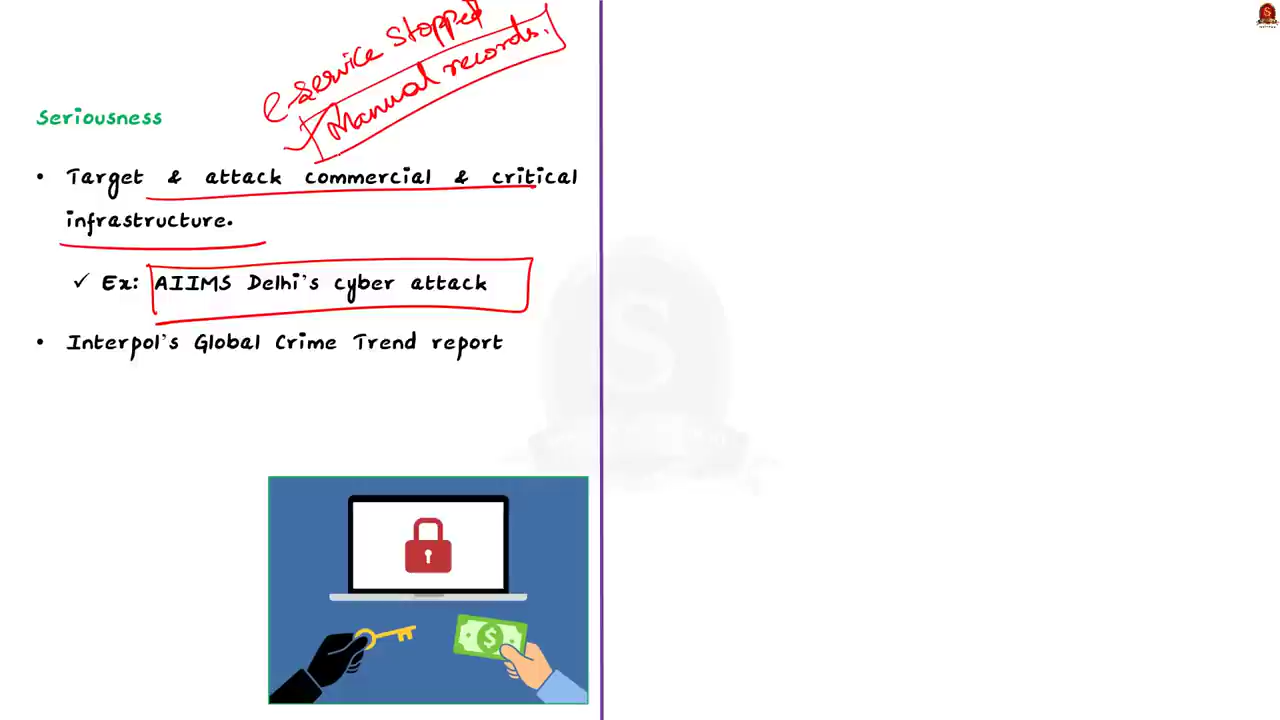 e-service stopped
Manual records.
Seriousness
• Target & attack commercial & critical
infrastructure.
✓ Ex: AIIMS Delhi's cyber attack
• Interpol's Global Crime Trend report